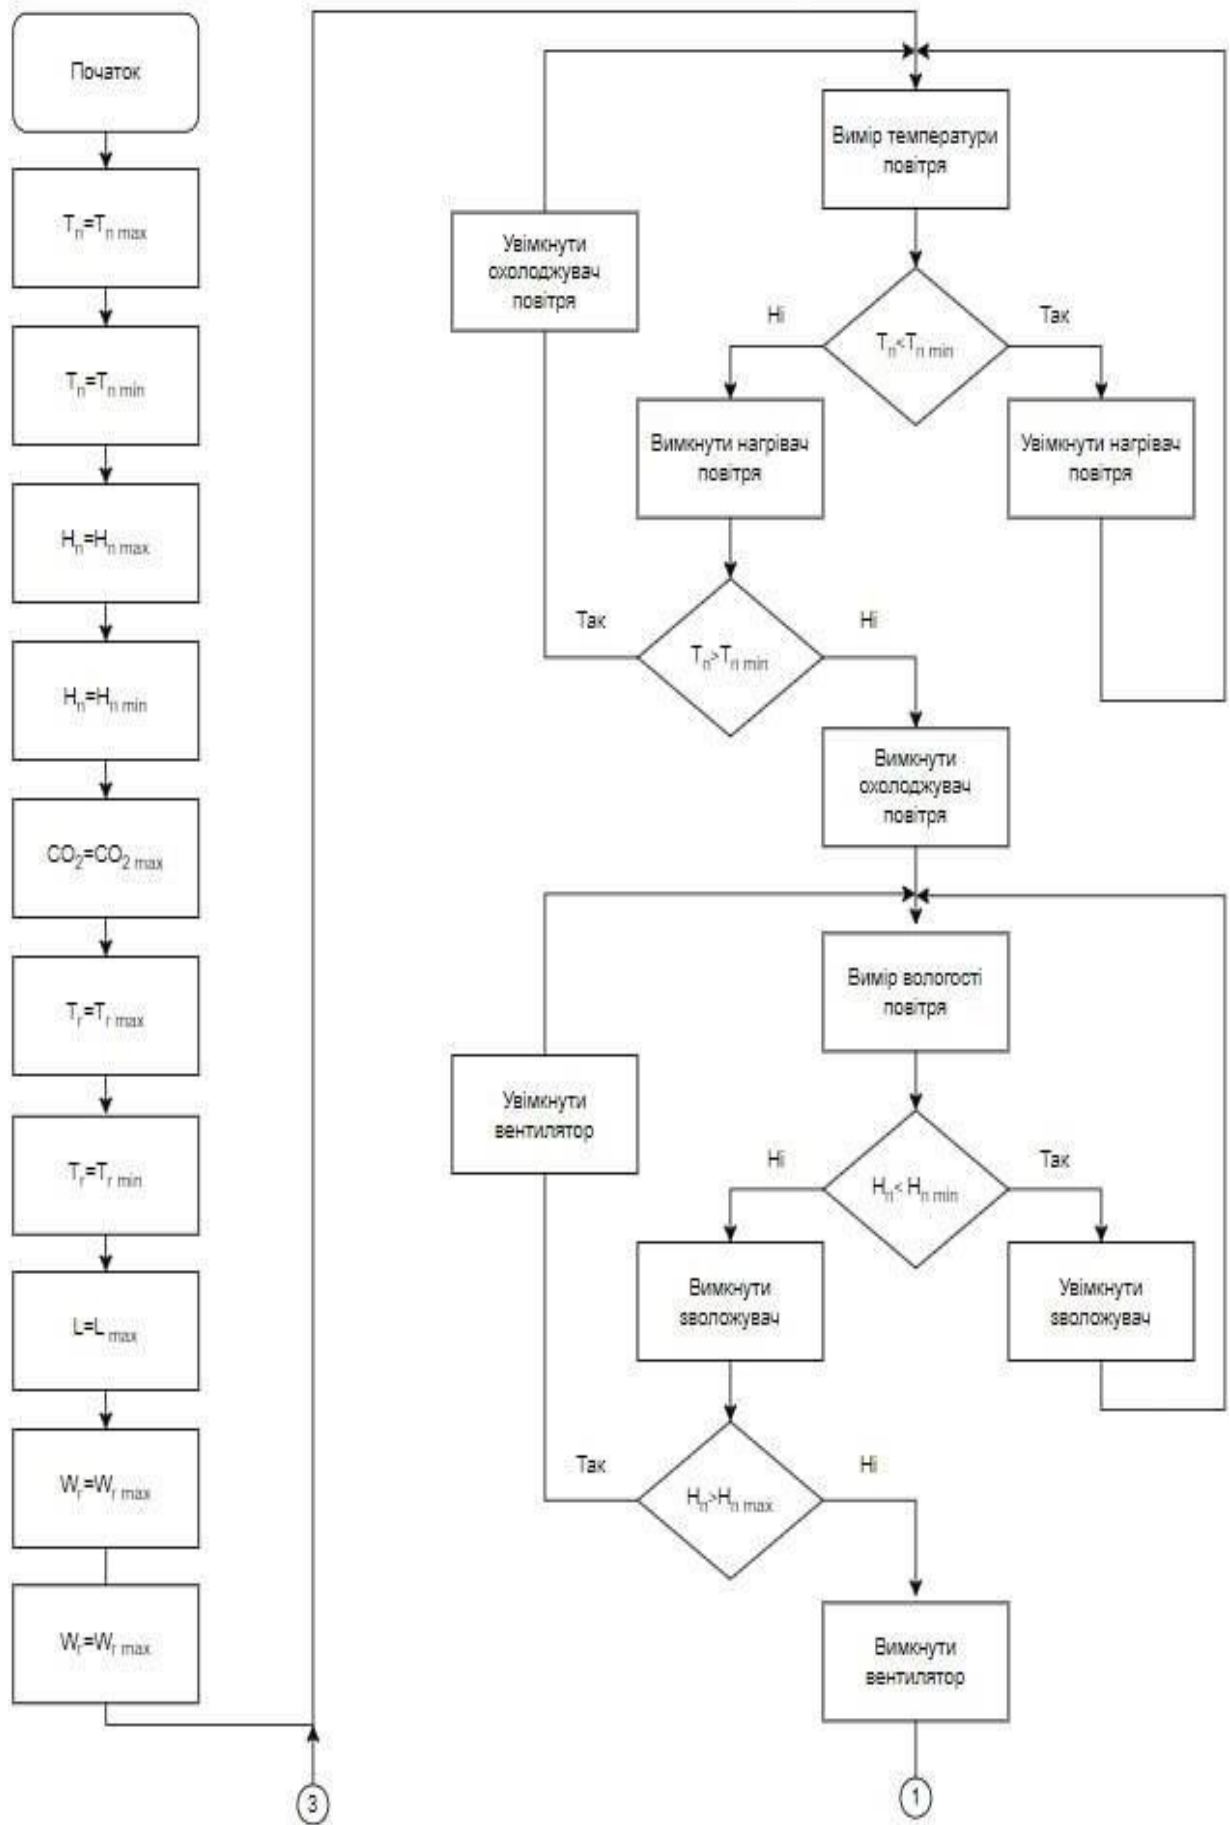 Початок
Tп=Tп max
Tп=Tп min
Hп=Hп max
Hп=Hп min
CO2=CO2 max
Tг=Tг max
Tг=Tг min
L=L max
Wг=Wг max
Wг=Wг max
3
Вимір температури
повітря
Увімкнути
охолоджувач
повітря
Ні
Так
Tп<Tп min
Вимкнути нагрівач
повітря
Увімкнути нагрівач
повітря
Так
Ні
Tп>Tп min
Вимкнути
охолоджувач
повітря
Вимір вологості
повітря
Увімкнути
вентилятор
Ні
Так
Hп< Hп min
Вимкнути
зволожувач
Увімкнути
зволожувач
Так
Ні
Hп>Hп max
Вимкнути
вентилятор
1